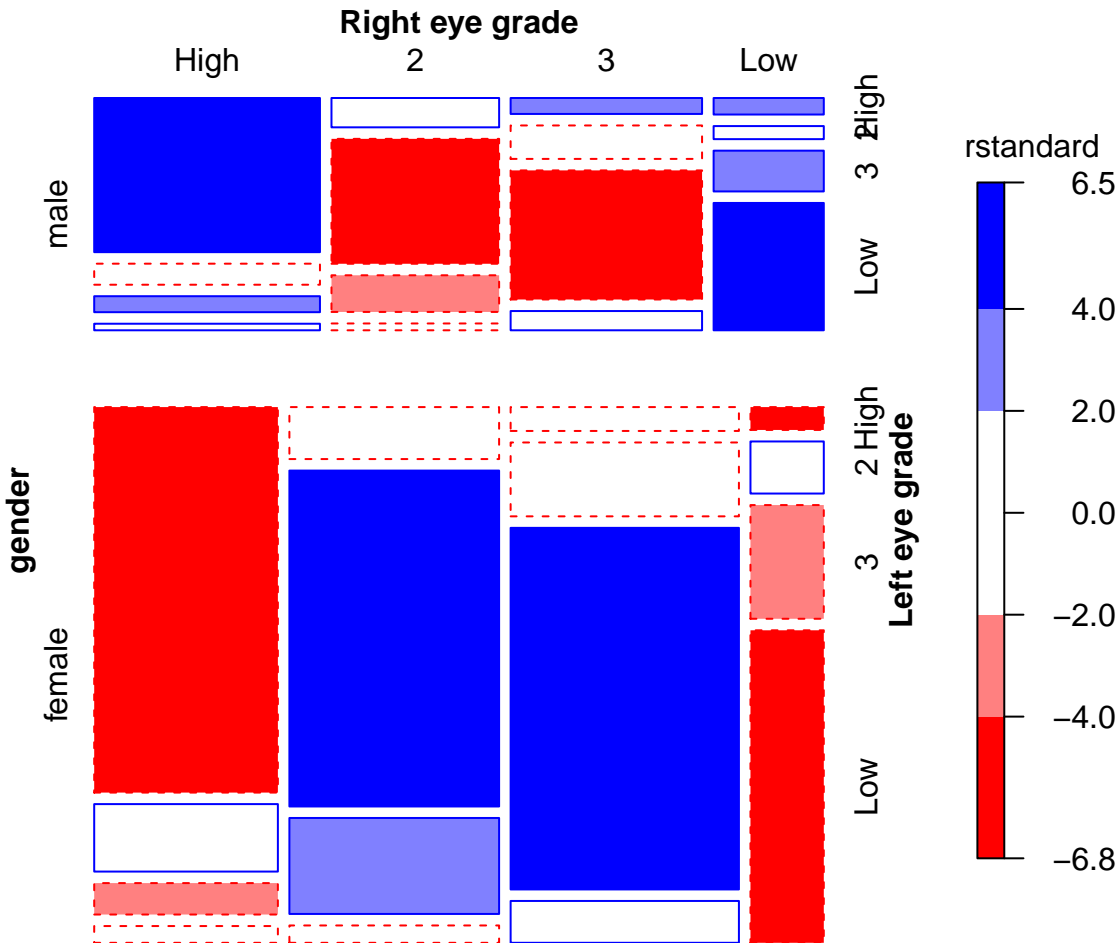 Right eye grade
High 2 3 Low
High
2
3
Low
male
rstandard
6.5
4.0
2.0
0.0
−2.0
−4.0
−6.8
High
2
3
Low
female
gender
Left eye grade